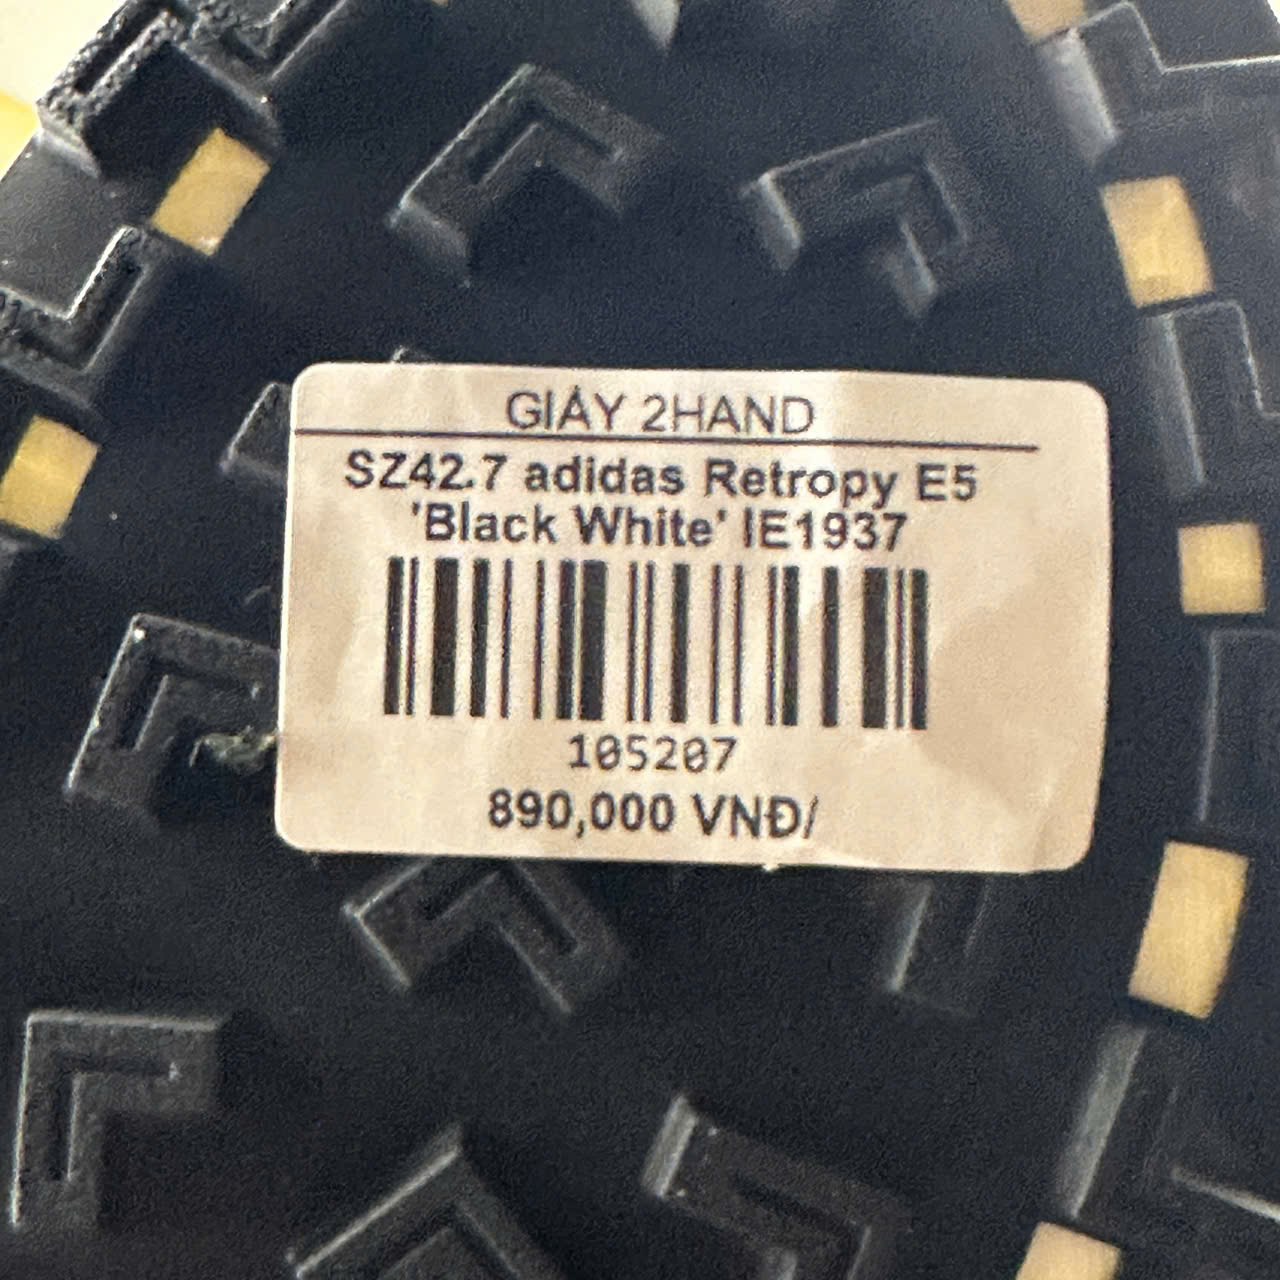 GIÀY 2HAND
SZ42.7 adidas Retropy E5
'Black White' IE1937
105207
890,000 VNĐ/